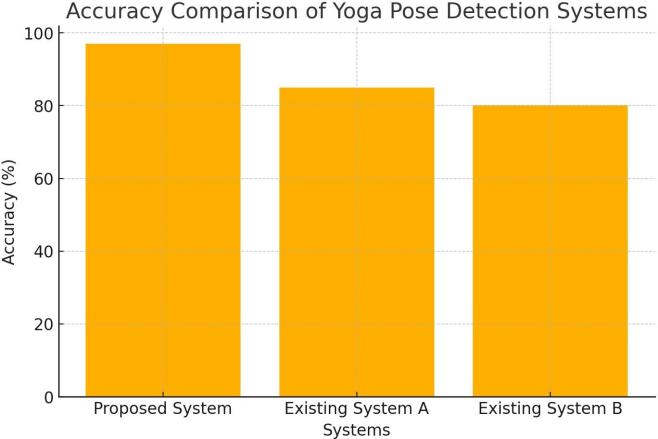 Accuracy Comparison of Yoga Pose Detection Systems
Accuracy (%)
100
80
60
40
20
0
Proposed System
Existing System A
Existing System B
Systems